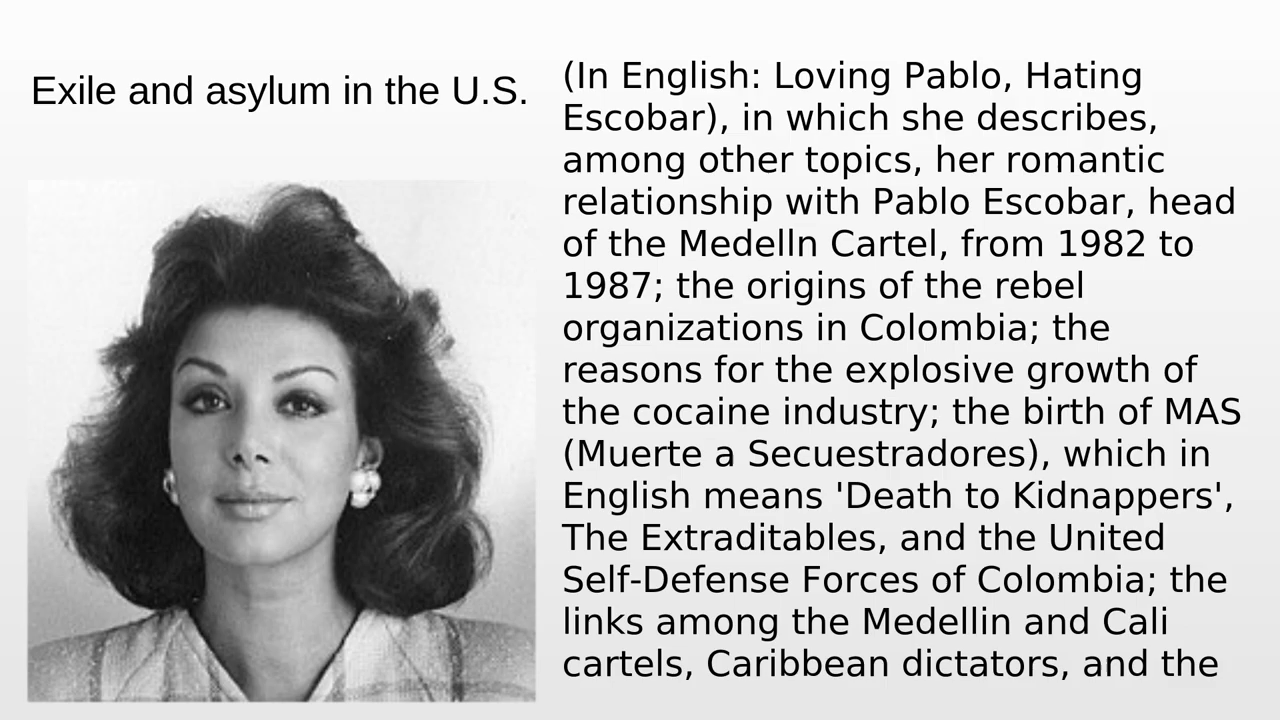 Exile and asylum in the U.S.
(In English: Loving Pablo, Hating
Escobar), in which she describes,
among other topics, her romantic
relationship with Pablo Escobar, head
of the Medelln Cartel, from 1982 to
1987; the origins of the rebel
organizations in Colombia; the
reasons for the explosive growth of
the cocaine industry; the birth of MAS
(Muerte a Secuestradores), which in
English means 'Death to Kidnappers',
The Extraditables, and the United
Self-Defense Forces of Colombia; the
links among the Medellin and Cali
cartels, Caribbean dictators, and the